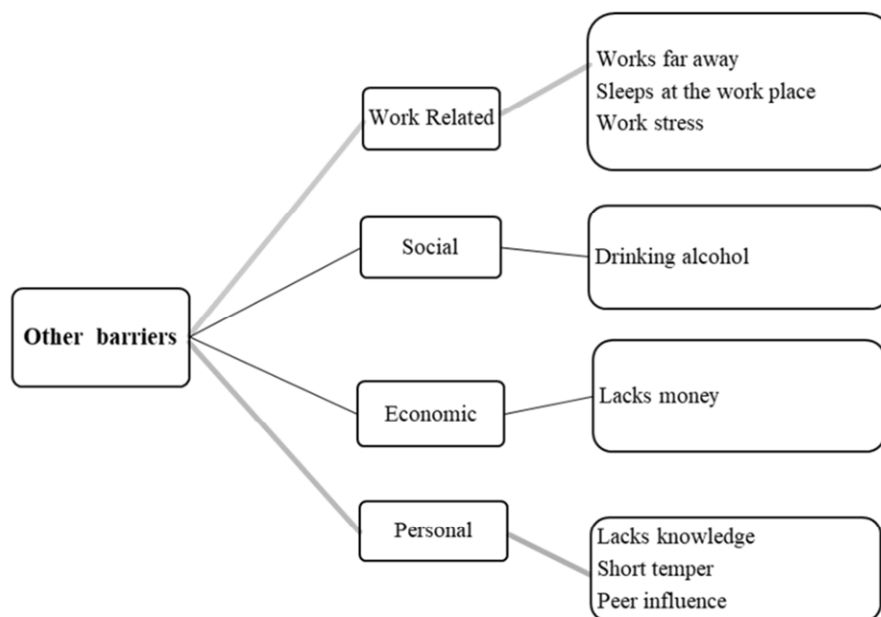 Works far away
Sleeps at the work place
Work stress
Work Related
Social
Drinking alcohol
Other barriers
Economic
Lacks money
Personal
Lacks knowledge
Short temper
Peer influence